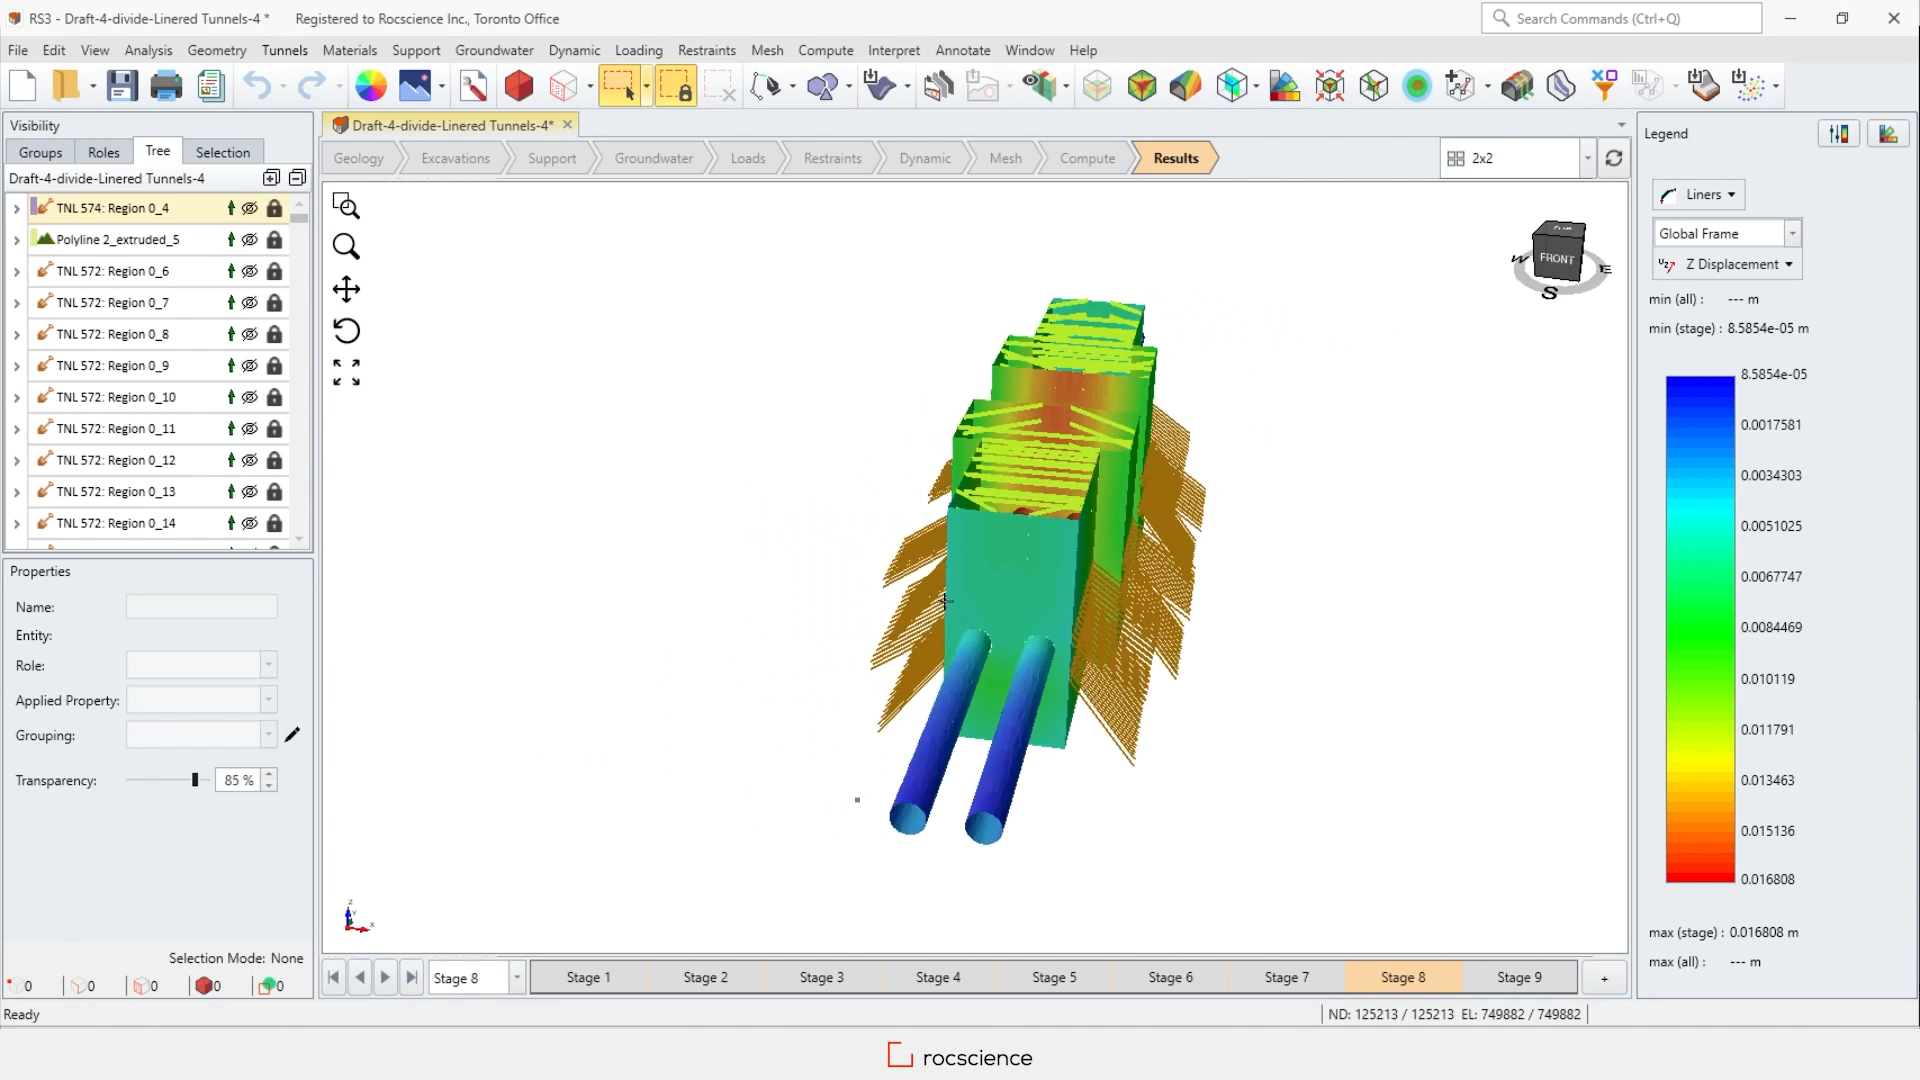 RS3 - Draft-4-divide-Linered Tunnels-4 * Registered to Rocscience Inc., Toronto Office
Search Commands (Ctrl+Q)
File Edit View Analysis Geometry Tunnels Materials Support Groundwater Dynamic Loading Restraints Mesh Compute Interpret Annotate Window Help
Visibility
Groups Roles Tree Selection
Draft-4-divide-Linered Tunnels-4
TNL 574: Region 0_4
Polyline 2_extruded_5
TNL 572: Region 0_6
TNL 572: Region 0_7
TNL 572: Region 0_8
TNL 572: Region 0_9
TNL 572: Region 0_10
TNL 572: Region 0_11
TNL 572: Region 0_12
TNL 572: Region 0_13
TNL 572: Region 0_14
Properties
Name:
Entity:
Role:
Applied Property:
Grouping:
Transparency: 85 %
Selection Mode: None
0 0 0 0 0
Draft-4-divide-Linered Tunnels-4*
Geology Excavations Support Groundwater Loads Restraints Dynamic Mesh Compute Results
2x2
FRONT
W
E
S
Z
Y
X
Stage 8 Stage 1 Stage 2 Stage 3 Stage 4 Stage 5 Stage 6 Stage 7 Stage 8 Stage 9 +
Legend
Liners
Global Frame
Z Displacement
min (all) : --- m
min (stage) : 8.5854e-05 m
8.5854e-05
0.0017581
0.0034303
0.0051025
0.0067747
0.0084469
0.010119
0.011791
0.013463
0.015136
0.016808
max (stage) : 0.016808 m
max (all) : --- m
Ready
ND: 125213 / 125213 EL: 749882 / 749882
rocscience